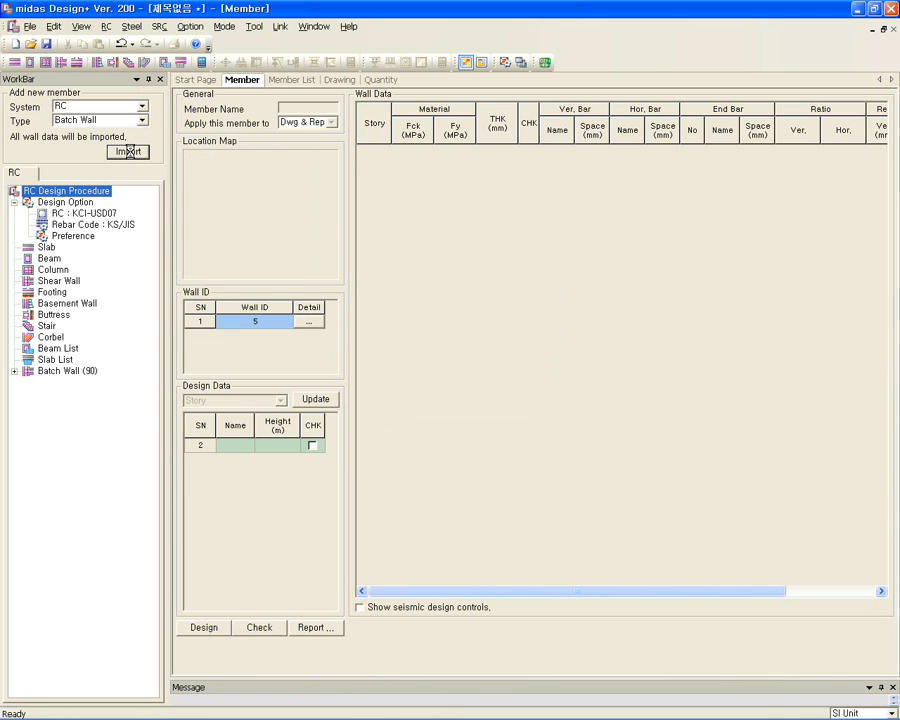 midas Design+ Ver. 200 - [제목없음 *] - [Member]
File Edit View RC Steel SRC Option Mode Tool Link Window Help
WorkBar
Add new member
System RC
Type Batch Wall
All wall data will be imported.
Import
RC
RC Design Procedure
Design Option
RC : KCI-USD07
Rebar Code : KS/JIS
Preference
Slab
Beam
Column
Shear Wall
Footing
Basement Wall
Buttress
Stair
Corbel
Beam List
Slab List
Batch Wall (90)
Start Page Member Member List Drawing Quantity
General
Member Name
Apply this member to Dwg & Rep
Location Map
Wall ID
SN Wall ID Detail
1 5 ...
Design Data
Story Update
SN Name Height (m) CHK
2
Design Check Report ...
Wall Data
Story Material THK (mm) CHK Ver, Bar Hor, Bar End Bar Ratio Re
Fck (MPa) Fy (MPa) Name Space (mm) Name Space (mm) No Name Space (mm) Ver, Hor, Ve (mr
Show seismic design controls,
Message
Ready SI Unit